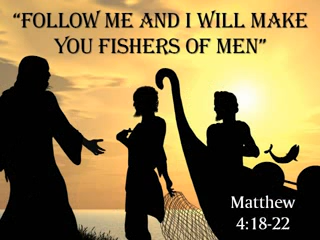 “Follow Me and I will make
you fishers of men”
Matthew
4:18-22